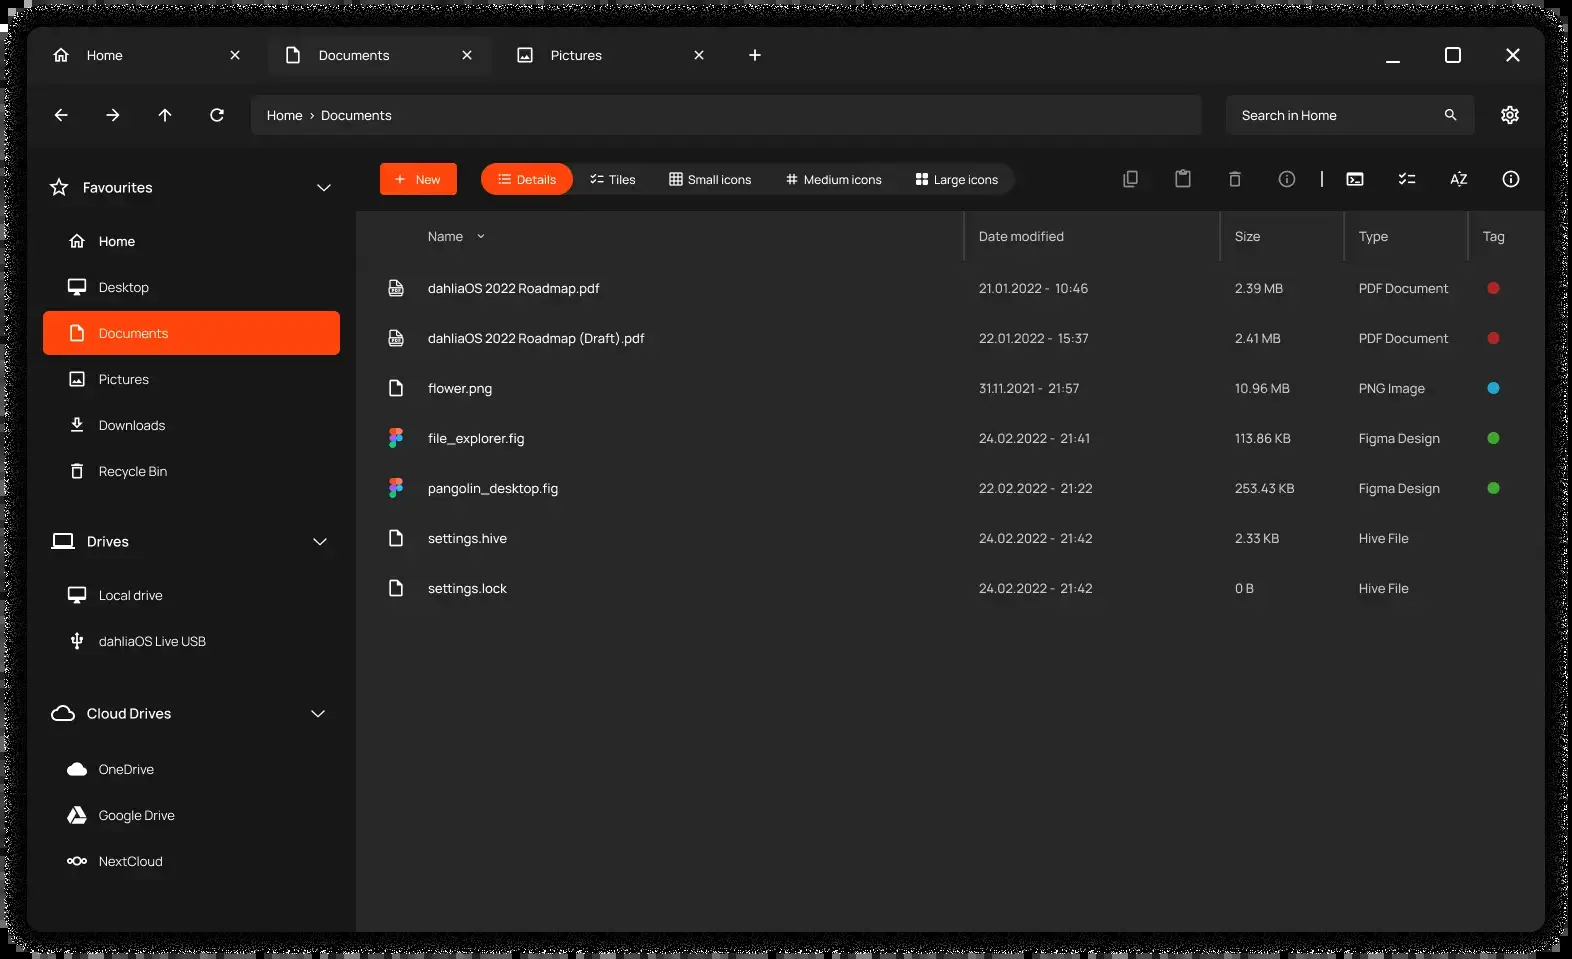 Home
Documents
Pictures
Home › Documents
Search in Home
Favourites
New
Details
Tiles
Small icons
Medium icons
Large icons
Home
Desktop
Documents
Pictures
Downloads
Recycle Bin
Drives
Local drive
dahliaOS Live USB
Cloud Drives
OneDrive
Google Drive
NextCloud
Name Date modified Size Type Tag
dahliaOS 2022 Roadmap.pdf 21.01.2022 - 10:46 2.39 MB PDF Document
dahliaOS 2022 Roadmap (Draft).pdf 22.01.2022 - 15:37 2.41 MB PDF Document
flower.png 31.11.2021 - 21:57 10.96 MB PNG Image
file_explorer.fig 24.02.2022 - 21:41 113.86 KB Figma Design
pangolin_desktop.fig 22.02.2022 - 21:22 253.43 KB Figma Design
settings.hive 24.02.2022 - 21:42 2.33 KB Hive File
settings.lock 24.02.2022 - 21:42 0 B Hive File